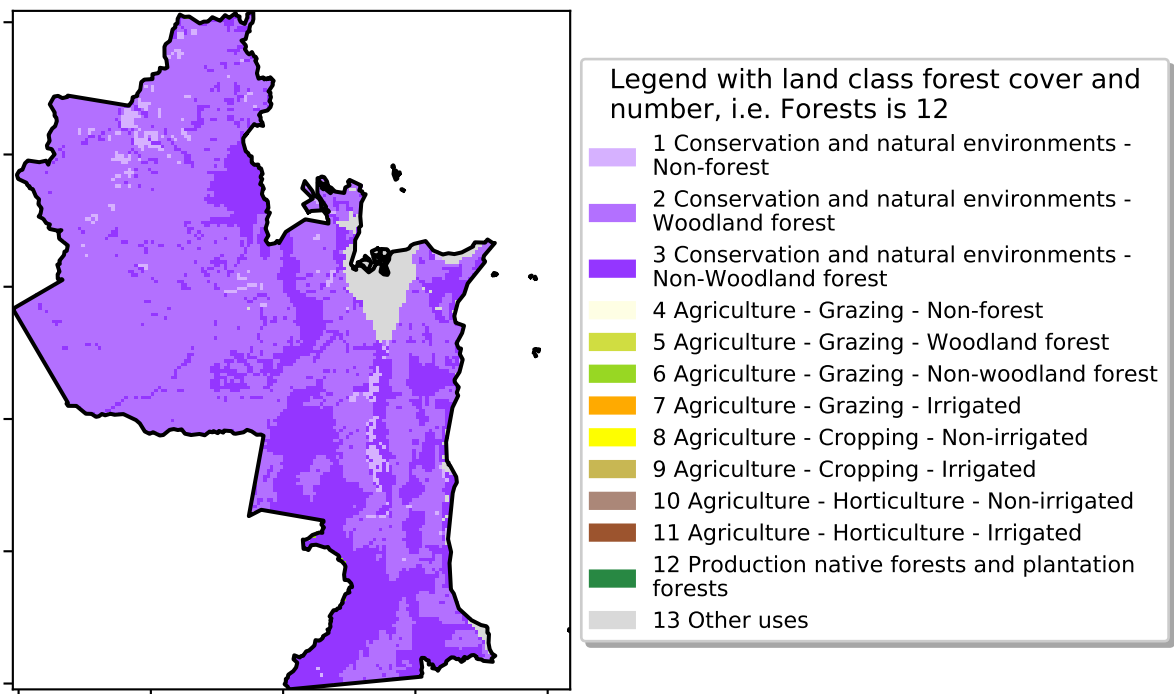 Legend with land class forest cover and
number, i.e. Forests is 12
1 Conservation and natural environments -
Non-forest
2 Conservation and natural environments -
Woodland forest
3 Conservation and natural environments -
Non-Woodland forest
4 Agriculture - Grazing - Non-forest
5 Agriculture - Grazing - Woodland forest
6 Agriculture - Grazing - Non-woodland forest
7 Agriculture - Grazing - Irrigated
8 Agriculture - Cropping - Non-irrigated
9 Agriculture - Cropping - Irrigated
10 Agriculture - Horticulture - Non-irrigated
11 Agriculture - Horticulture - Irrigated
12 Production native forests and plantation
forests
13 Other uses